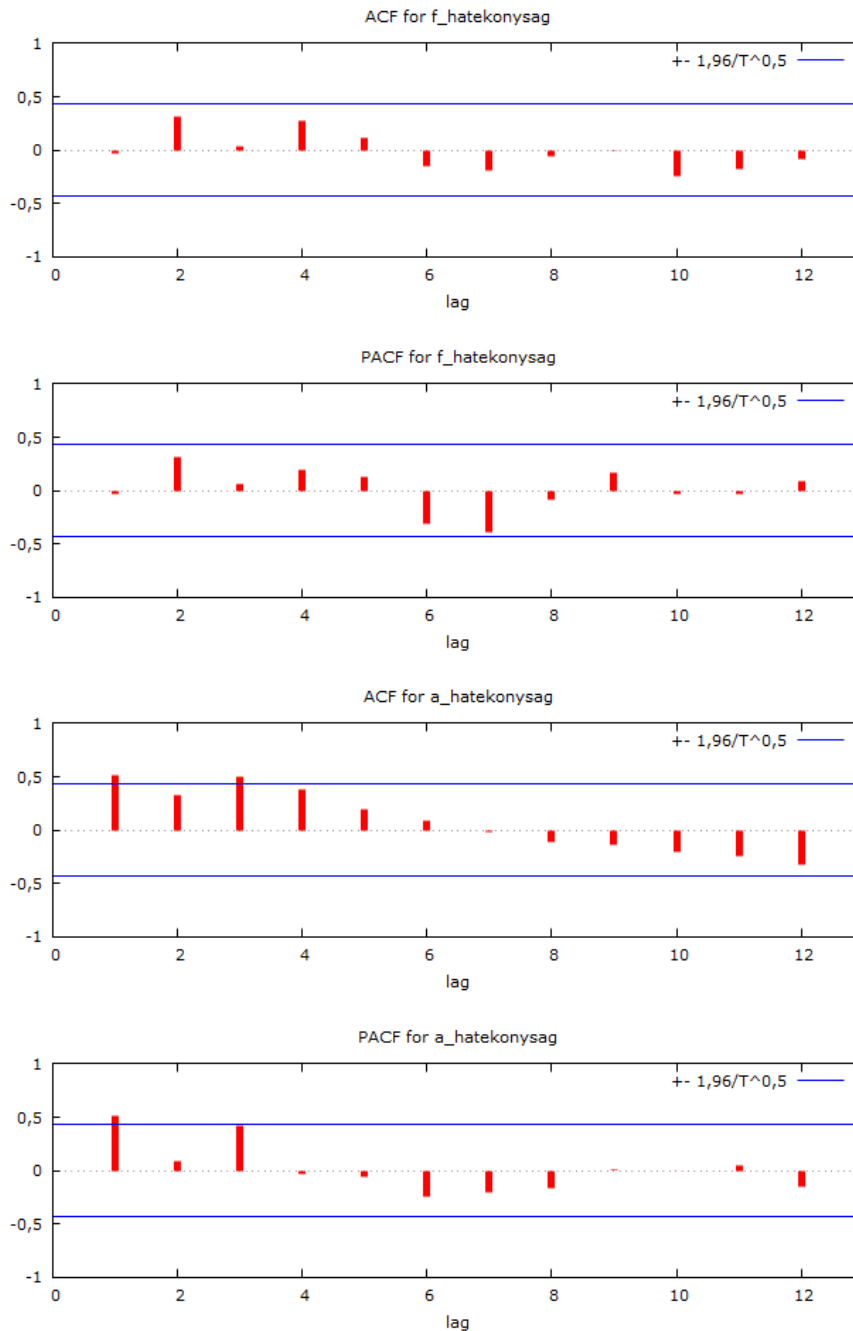 ACF for f_hatekonysag
+- 1,96/T^0,5
1
0,5
0
-0,5
-1
0 2 4 6 8 10 12
lag
PACF for f_hatekonysag
+- 1,96/T^0,5
1
0,5
0
-0,5
-1
0 2 4 6 8 10 12
lag
ACF for a_hatekonysag
+- 1,96/T^0,5
1
0,5
0
-0,5
-1
0 2 4 6 8 10 12
lag
PACF for a_hatekonysag
+- 1,96/T^0,5
1
0,5
0
-0,5
-1
0 2 4 6 8 10 12
lag